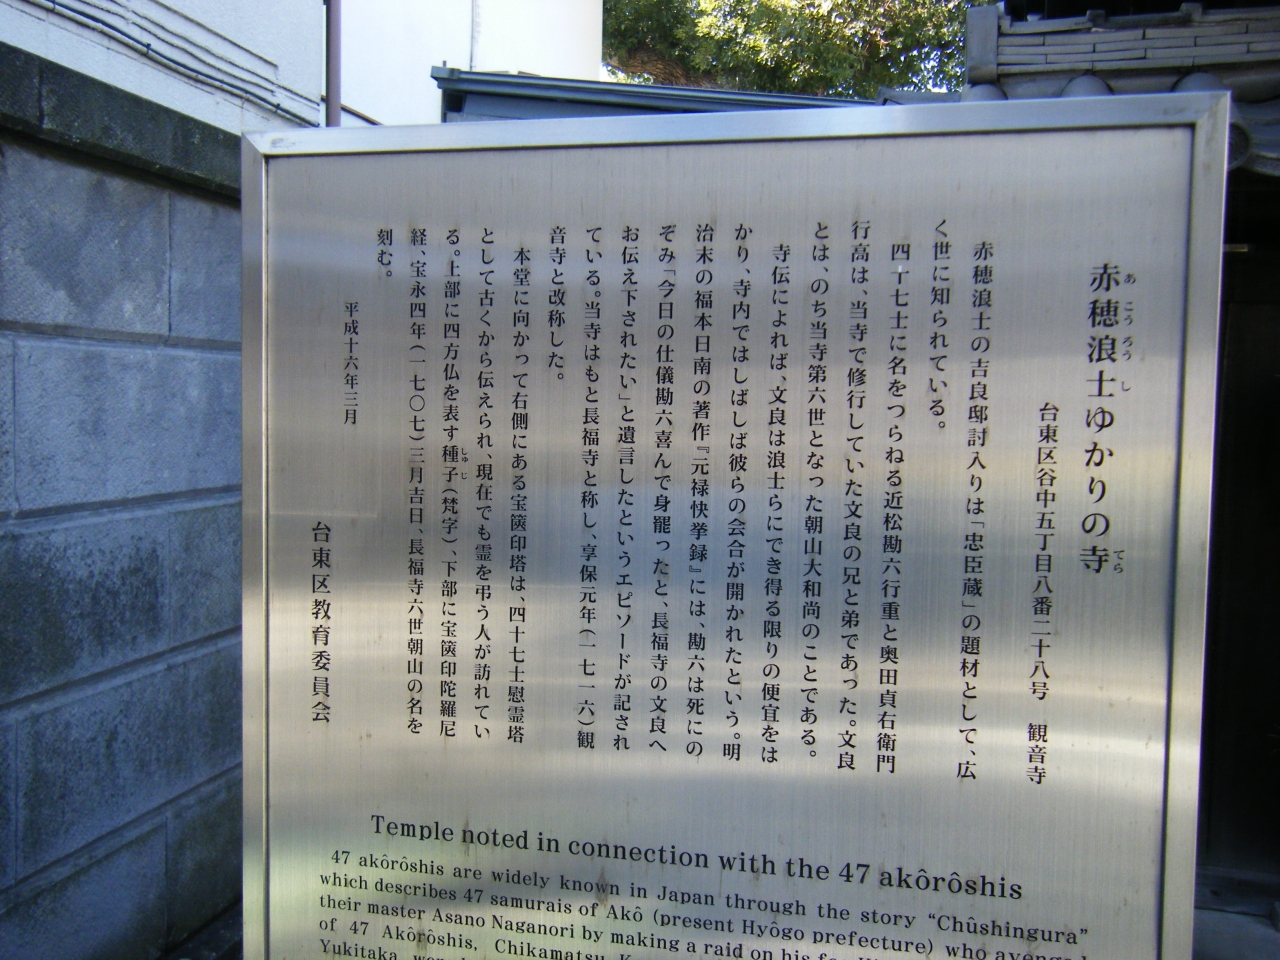 赤穂浪士ゆかりの寺
あ こうろうし てら
台東区谷中五丁目八番二十八号 観音寺
赤穂浪士の吉良邸討入りは「忠臣蔵」の題材として、広
く世に知られている。
四十七士に名をつらねる近松勘六行重と奥田貞右衛門
行高は、当寺で修行していた文良の兄と弟であった。文良
とは、のち当寺第六世となった朝山大和尚のことである。
寺伝によれば、文良は浪士らにでき得る限りの便宜をは
かり、寺内ではしばしば彼らの会合が開かれたという。明
治末の福本日南の著作『元禄快挙録』には、勘六は死にの
ぞみ「今日の仕儀勘六喜んで身罷ったと、長福寺の文良へ
お伝え下されたい」と遺言したというエピソードが記され
ている。当寺はもと長福寺と称し、享保元年（一七一六）観
音寺と改称した。
本堂に向かって右側にある宝篋印塔は、四十七士慰霊塔
として古くから伝えられ、現在でも霊を弔う人が訪れてい
る。上部に四方仏を表す種子（梵字）、下部に宝篋印陀羅尼
しゅじ
経、宝永四年（一七〇七）三月吉日、長福寺六世朝山の名を
刻む。
平成十六年三月
台東区教育委員会
Temple noted in connection with the 47 akôrôshis
47 akôrôshis are widely known in Japan through the story “Chûshingura”
which describes 47 samurais of Akô (present Hyôgo prefecture) who avenged
their master Asano Naganori by making a raid on his
of 47 Akôrôshis, Chikamatsu
Yukitaka